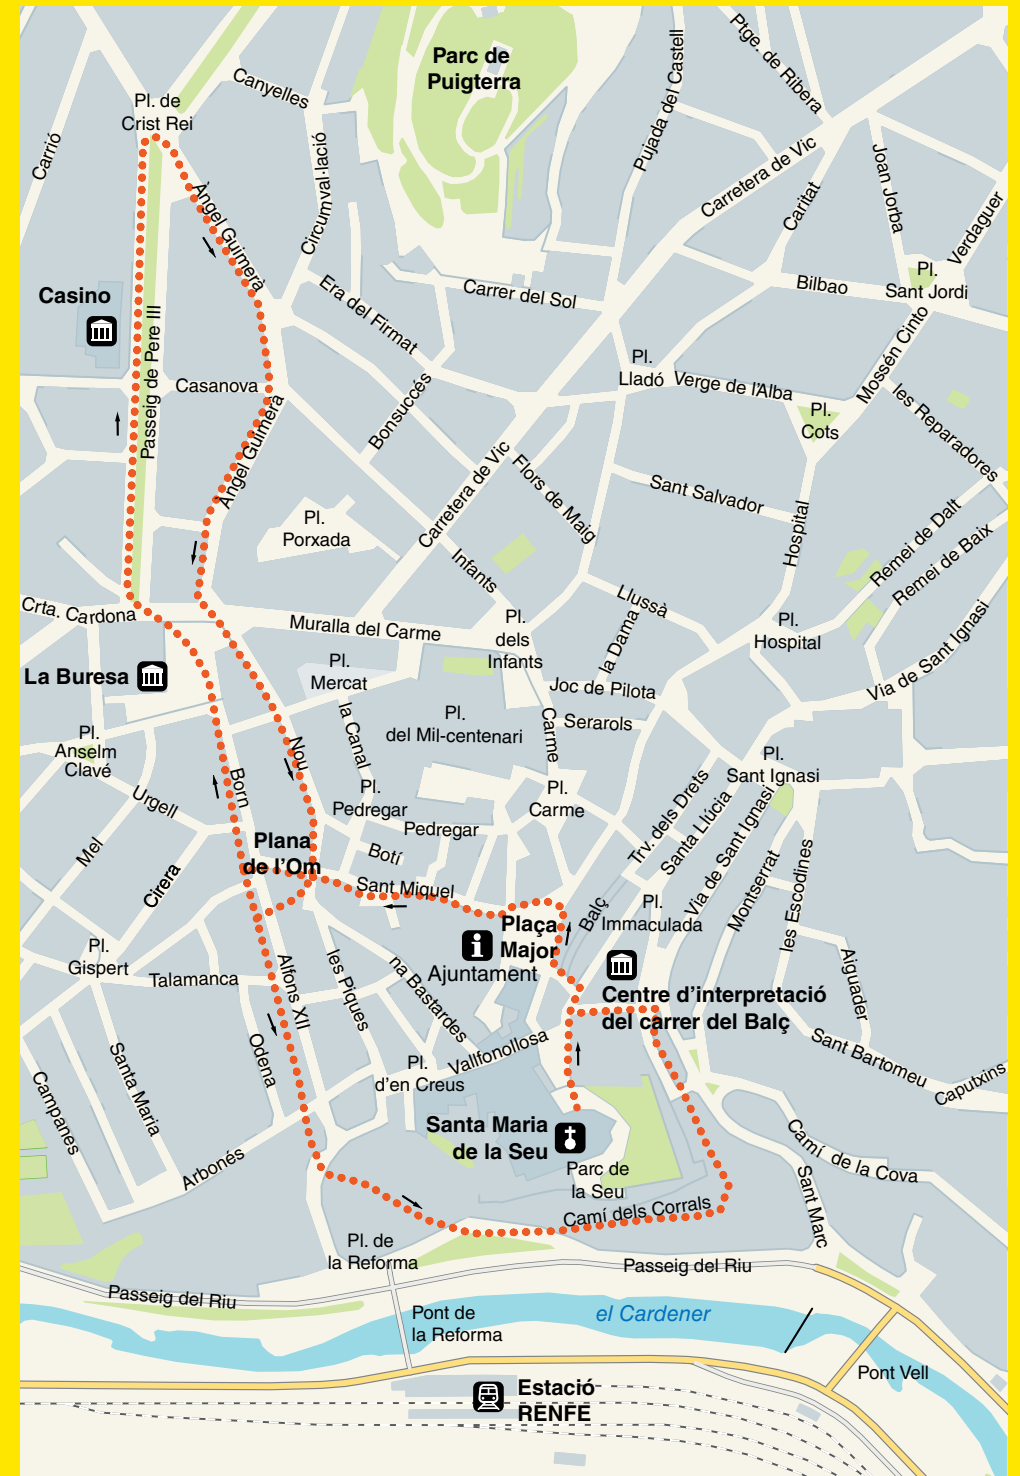 Parc de
Puigterra
Ptge. de Ribera
Pujada del Castell
Canyelles
Pl. de
Crist Rei
Carrió
Circumval·lació
Carretera de Vic
Joan Jorba
Caritat
Verdaguer
Àngel Guimerà
Pl.
Sant Jordi
Bilbao
Casino
Era del Firmat
Carrer del Sol
Passeig de Pere III
Mossèn Cinto
Pl.
Lladó
Verge de l'Alba
Casanova
Bonsuccés
Pl.
Cots
les Reparadores
Àngel Guimerà
Carretera de Vic
Flors de Maig
Sant Salvador
Pl.
Porxada
Hospital
Remei de Dalt
Remei de Baix
Infants
Crta. Cardona
Muralla del Carme
Pl.
dels
Infants
Llussà
la Dama
Pl.
Hospital
Via de Sant Ignasi
La Buresa
Pl.
Mercat
Joc de Pilota
Serarols
Carme
la Canal
Pl.
del Mil-centenari
Pl.
Anselm
Clavé
Nou
Born
Pl.
Sant Ignasi
Urgell
Pl.
Pedregar
Pedregar
Pl.
Carme
Trv. dels Drets
Santa Llúcia
Via de Sant Ignasi
Mel
Plana
de l'Om
Botí
Cirera
Sant Miquel
Montserrat
les Escodines
Balç
Pl.
Immaculada
Plaça
Major
Ajuntament
Pl.
Gispert
Talamanca
Alfons XII
les Piques
na Bastardes
Aiguader
Centre d'interpretació
del carrer del Balç
Santa Maria
Odena
Vallfonollosa
Pl.
d'en Creus
Sant Bartomeu
Caputxins
Campanes
Santa Maria
de la Seu
Arbonés
Parc de
la Seu
Camí de la Cova
Sant Marc
Camí dels Corrals
Pl. de
la Reforma
Passeig del Riu
Passeig del Riu
Pont de
la Reforma
el Cardener
Pont Vell
Estació
RENFE